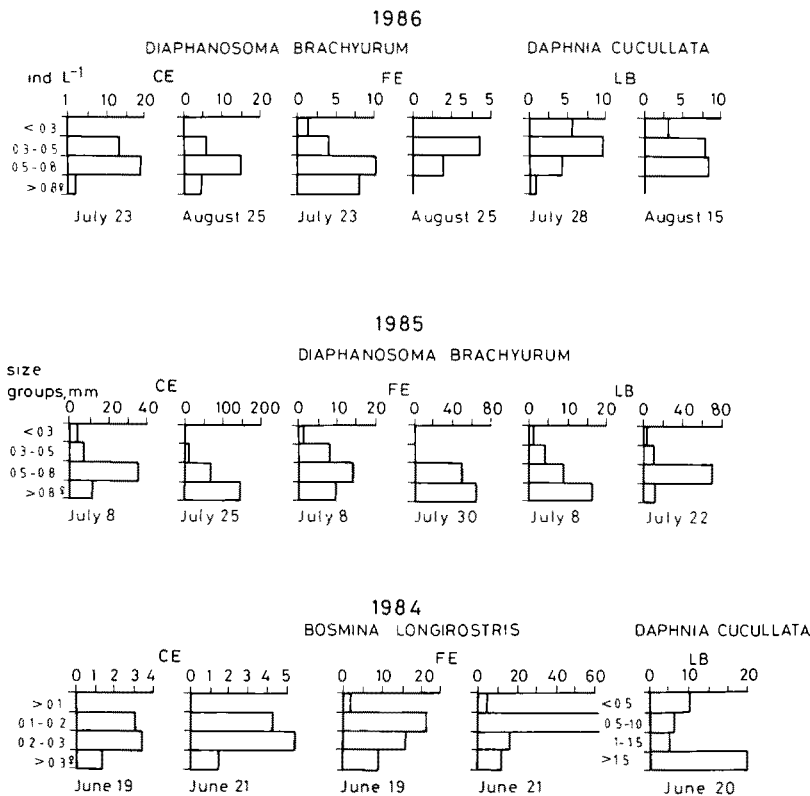 1986
DIAPHANOSOMA BRACHYURUM DAPHNIA CUCULLATA
ind L⁻¹ CE FE LB
1 10 20 0 10 20 0 5 10 0 2 5 5 0 5 10 0 5 10
<0 3
0 3-0 5
0 5-0 8
>0 8♀
July 23 August 25 July 23 August 25 July 28 August 15
1985
DIAPHANOSOMA BRACHYURUM
size
groups, mm CE FE LB
0 20 40 0 100 200 0 10 20 0 40 80 0 10 20 0 40 80
<0 3
0 3-0 5
0 5-0 8
>0 8♀
July 8 July 25 July 8 July 30 July 8 July 22
1984
BOSMINA LONGIROSTRIS DAPHNIA CUCULLATA
CE FE LB
0 1 2 3 4 0 1 2 3 4 5 0 10 20 0 20 40 60 0 10 20
>0 1 <0 5
0 1-0 2 0 5-1 0
0 2-0 3 1-1 5
>0 3♀ >1 5
June 19 June 21 June 19 June 21 June 20